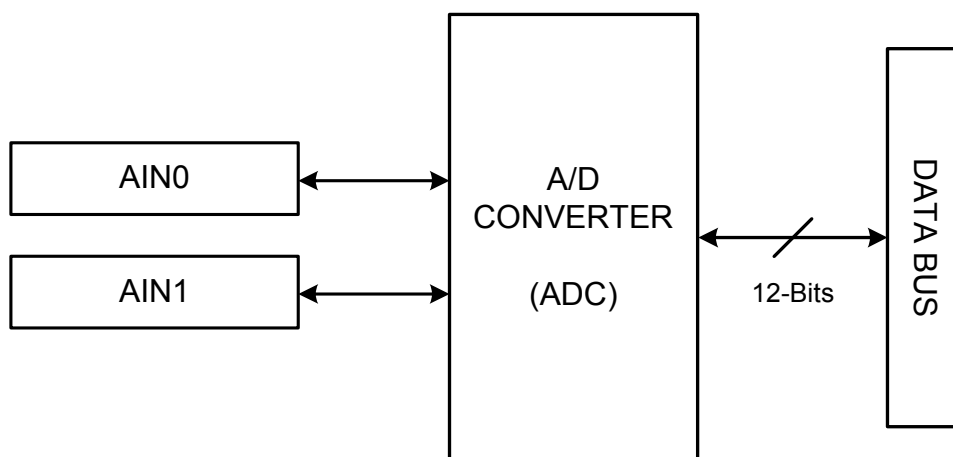 AIN0
AIN1
A/D
CONVERTER
(ADC)
12-Bits
DATA BUS